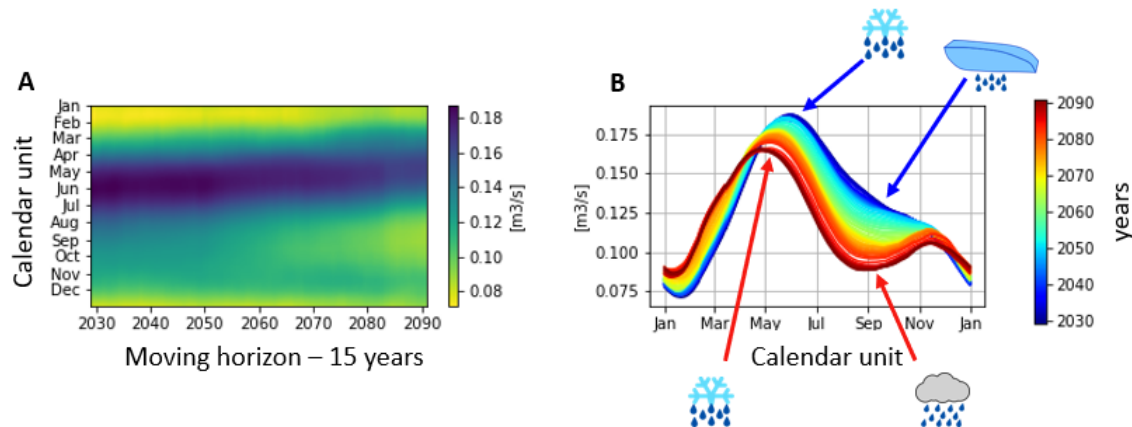 A
Calendar unit
Jan
Feb
Mar
Apr
May
Jun
Jul
Aug
Sep
Oct
Nov
Dec
2030 2040 2050 2060 2070 2080 2090
Moving horizon – 15 years
0.18
0.16
0.14
0.12
0.10
0.08
[m3/s]
B
[m3/s]
0.175
0.150
0.125
0.100
0.075
Jan Mar May Jul Sep Nov Jan
Calendar unit
2090
2080
2070
2060
2050
2040
2030
years